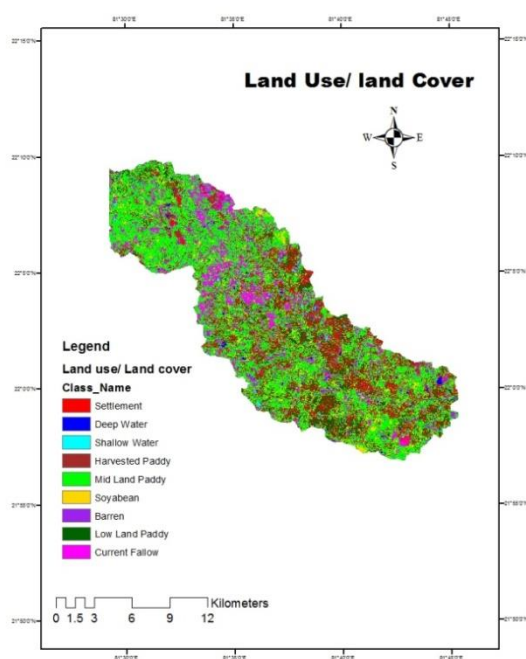 Land Use/ land Cover
N
W E
S
Legend
Land use/ Land cover
Class_Name
Settlement
Deep Water
Shallow Water
Harvested Paddy
Mid Land Paddy
Soyabean
Barren
Low Land Paddy
Current Fallow
Kilometers
0 1.5 3 6 9 12